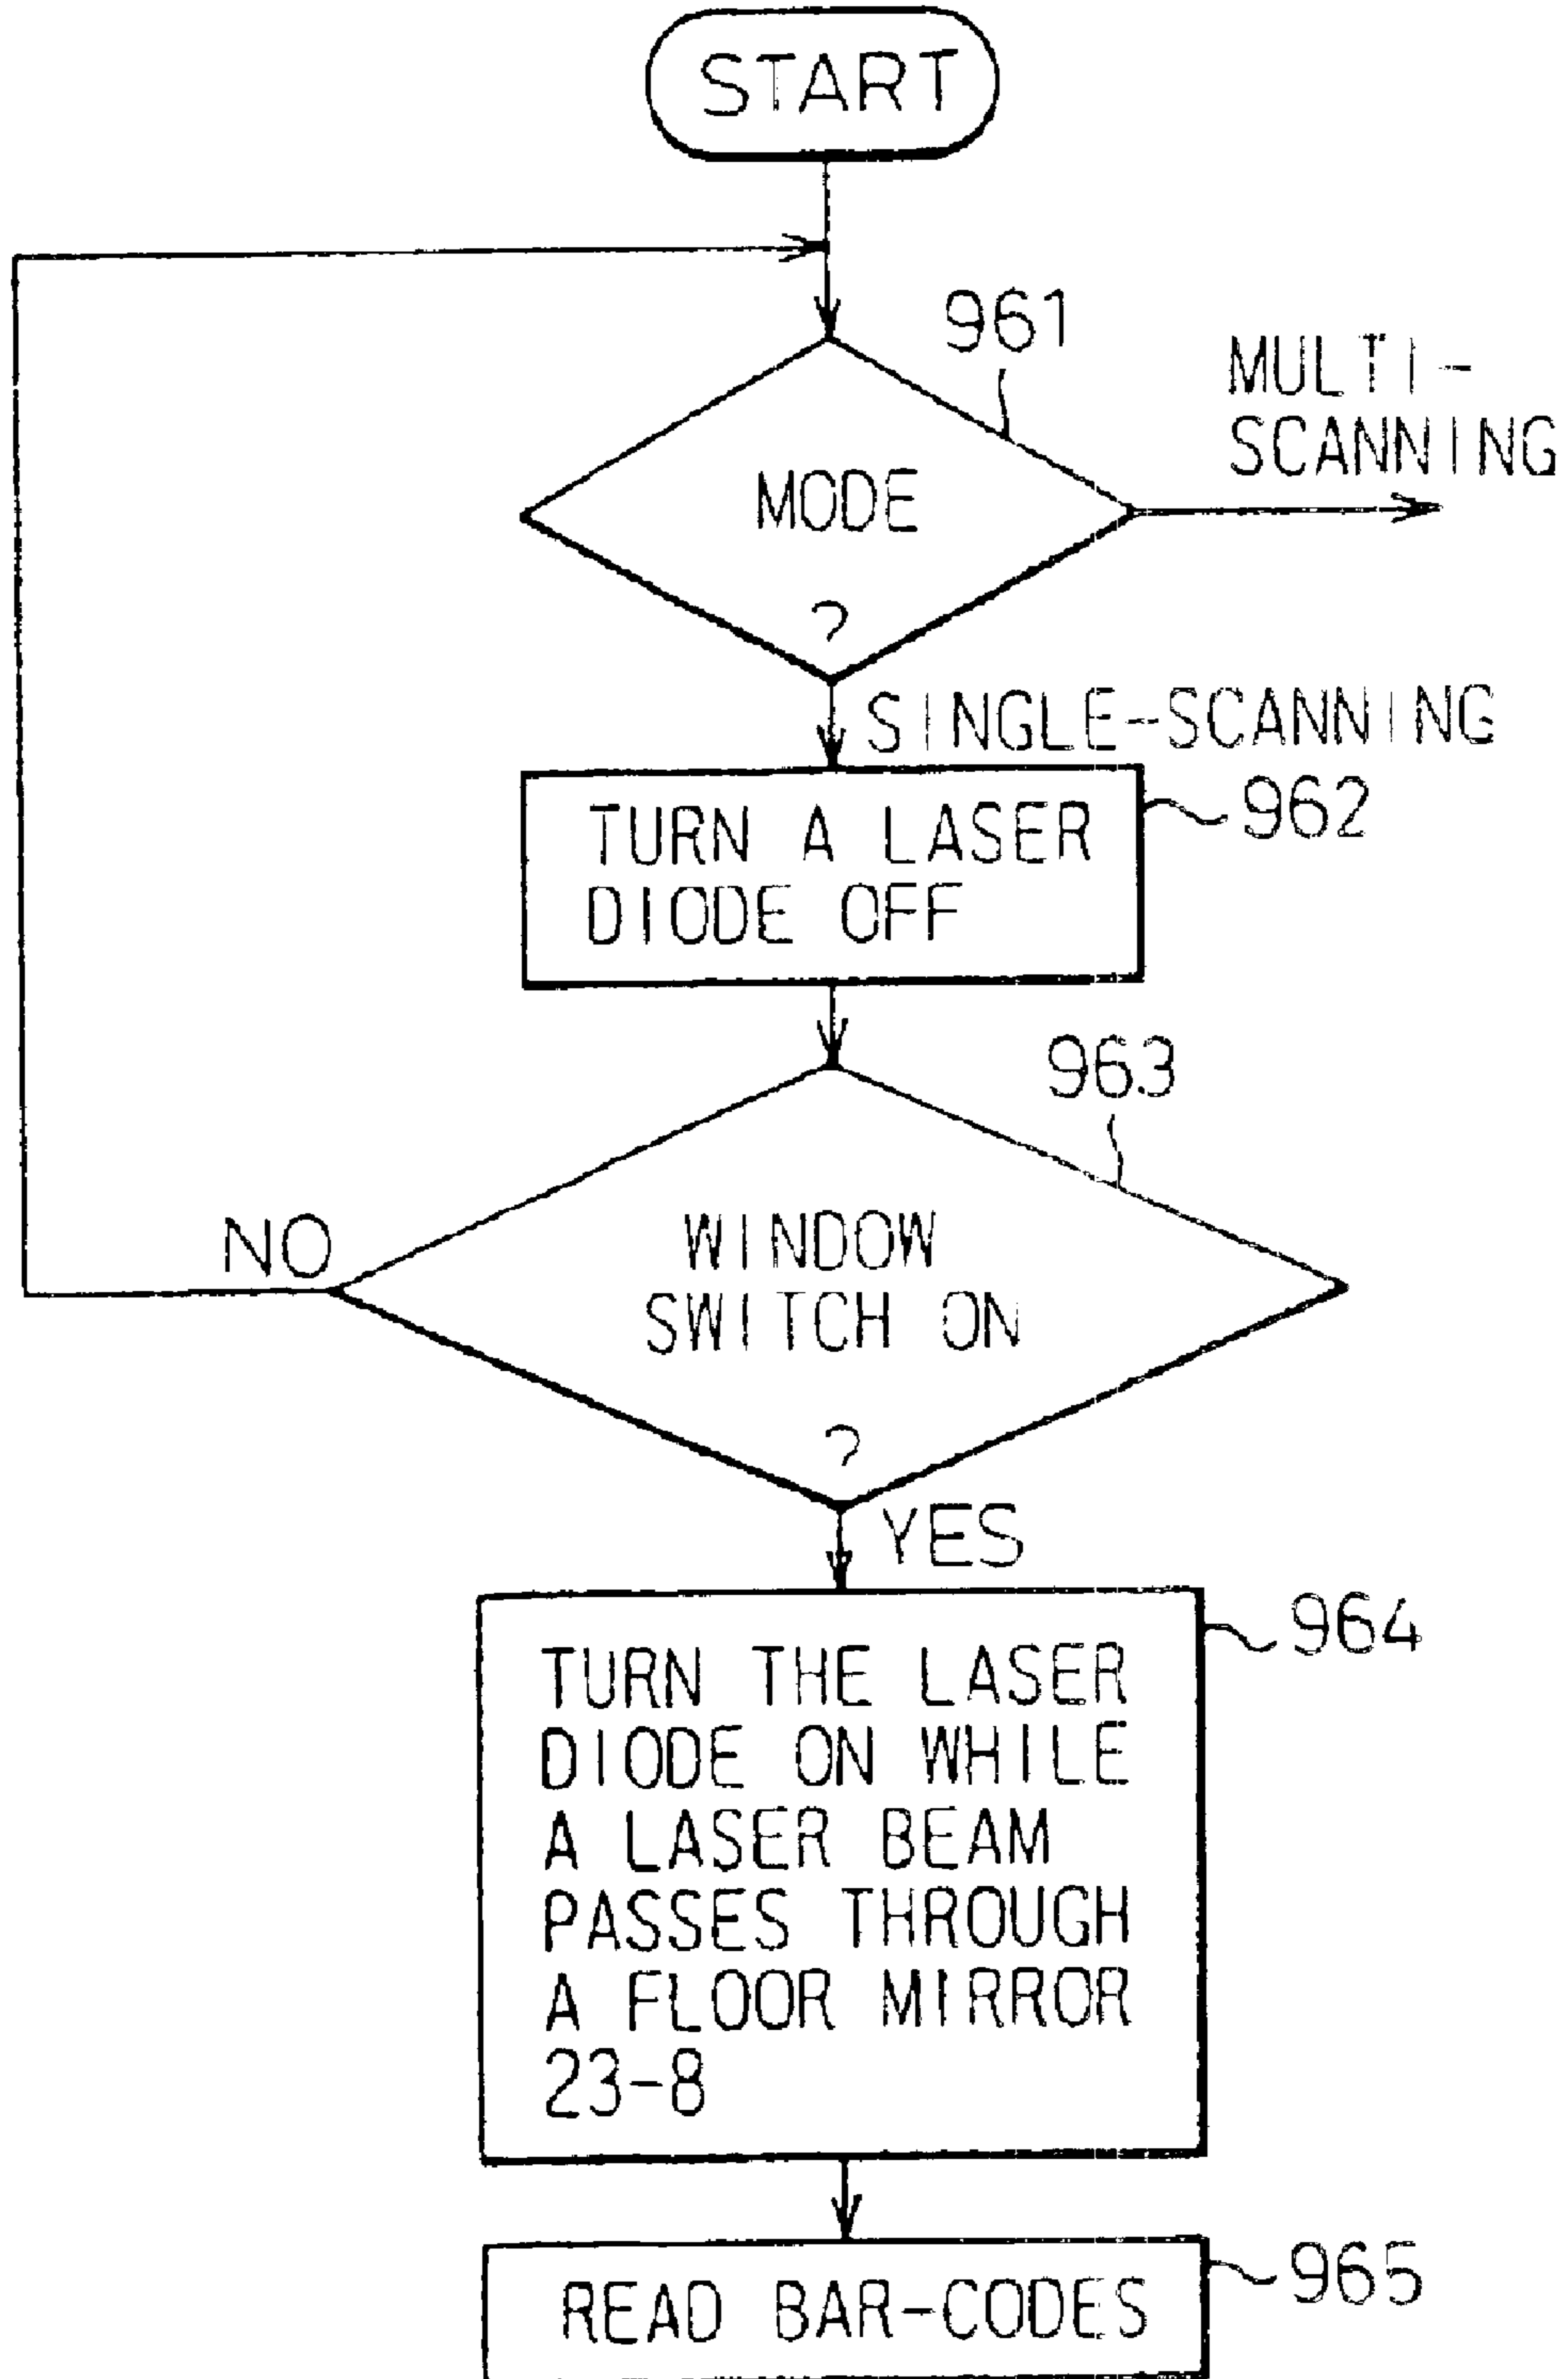 START
961
MULTI-
SCANNING
MODE
?
SINGLE-SCANNING
962
TURN A LASER
DIODE OFF
963
NO
WINDOW
SWITCH ON
?
YES
964
TURN THE LASER
DIODE ON WHILE
A LASER BEAM
PASSES THROUGH
A FLOOR MIRROR
23-8
965
READ BAR-CODES